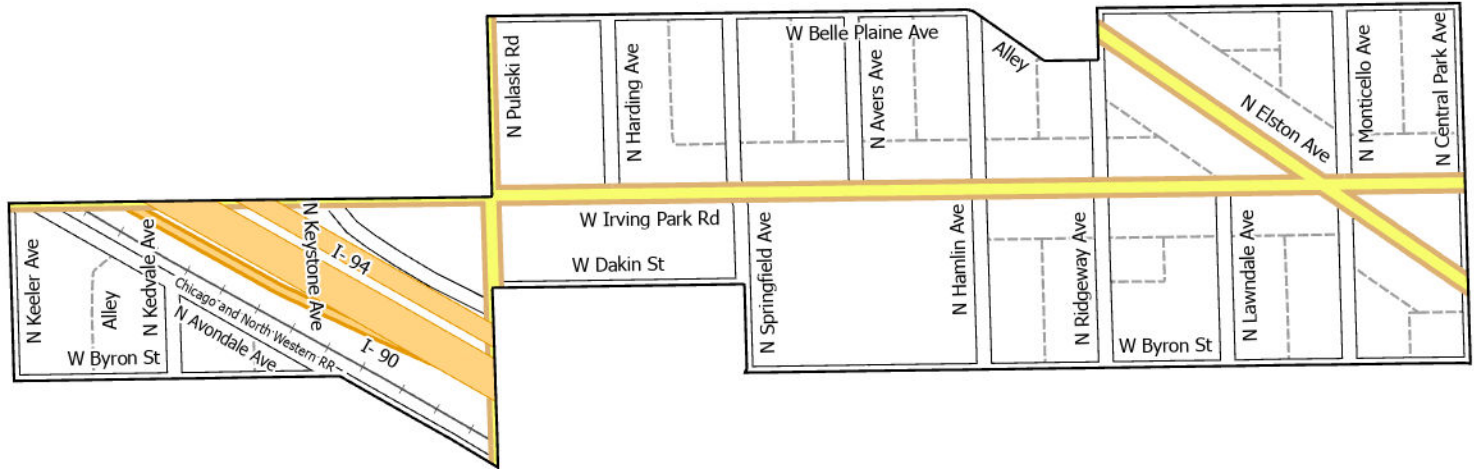 W Belle Plaine Ave
Alley
N Pulaski Rd
N Harding Ave
N Avers Ave
N Elston Ave
N Monticello Ave
N Central Park Ave
W Irving Park Rd
W Dakin St
N Keeler Ave
Alley
N Kedvale Ave
N Keystone Ave
I- 94
Chicago and North Western RR
N Avondale Ave
I- 90
W Byron St
N Springfield Ave
N Hamlin Ave
N Ridgeway Ave
W Byron St
N Lawndale Ave